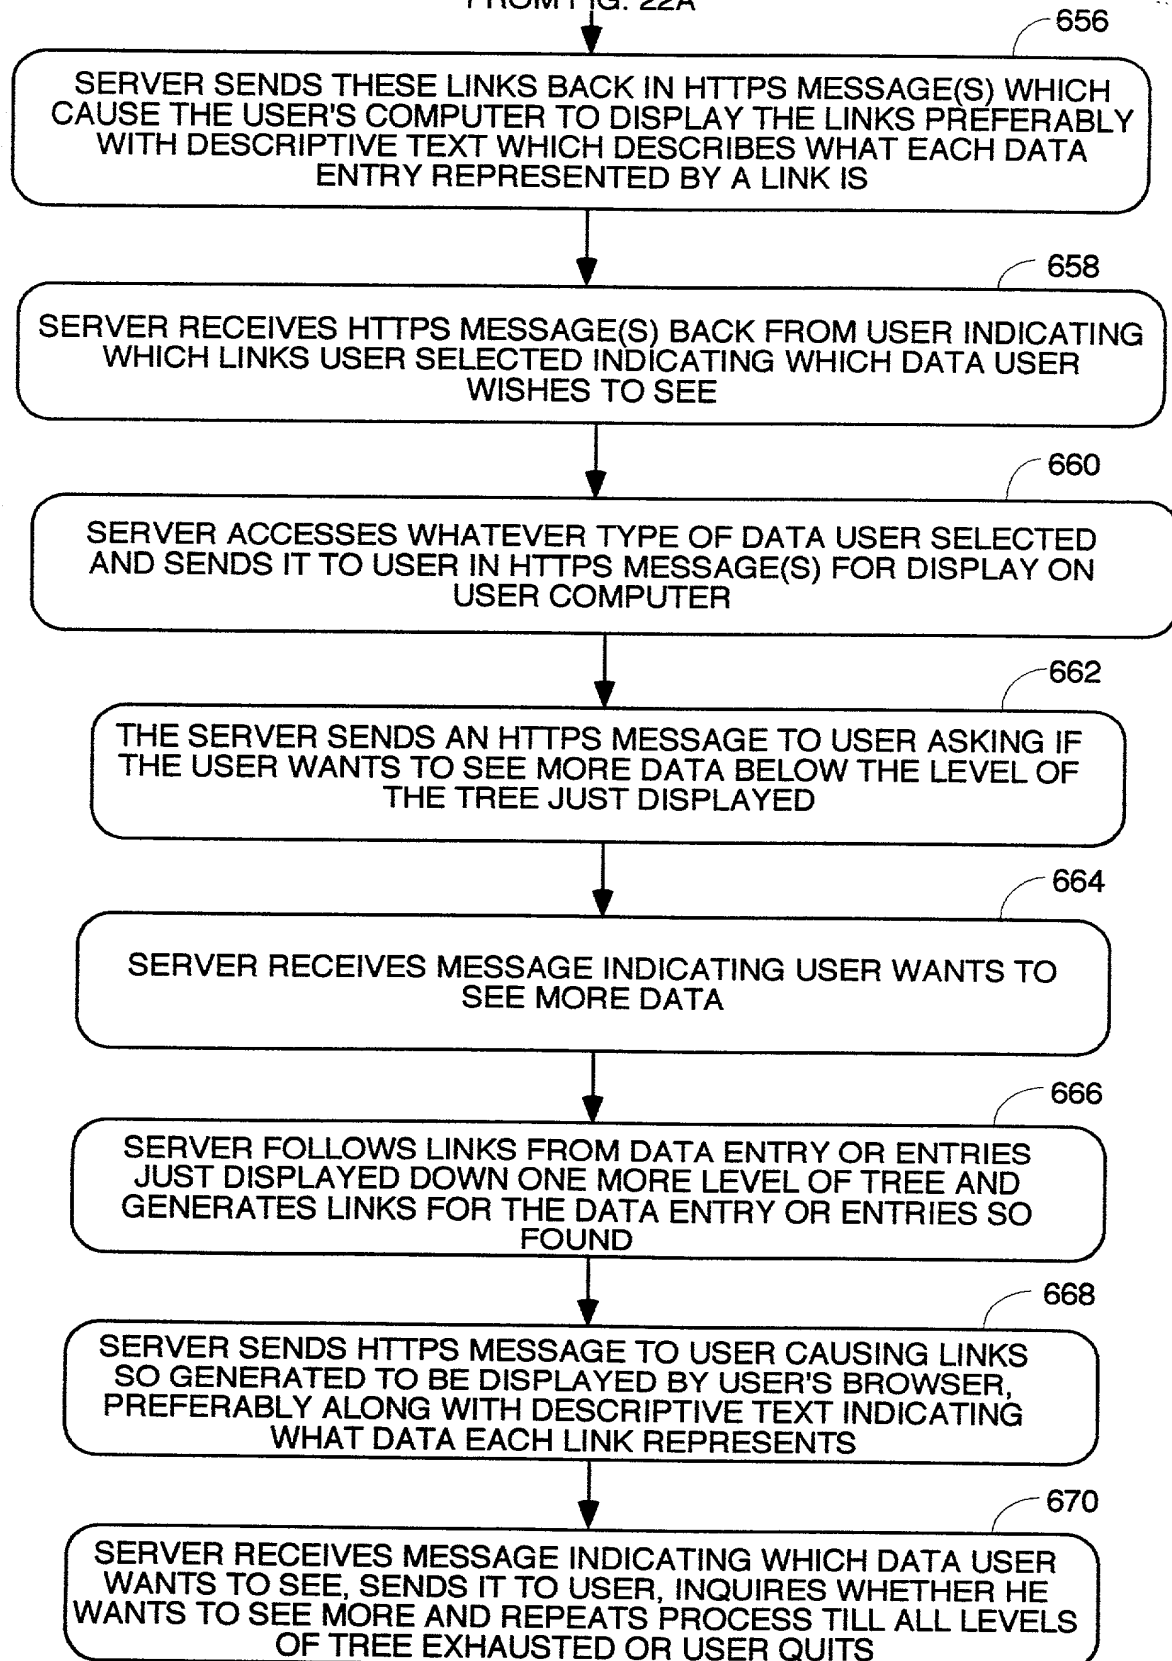 FROM FIG. 22A
656
SERVER SENDS THESE LINKS BACK IN HTTPS MESSAGE(S) WHICH
CAUSE THE USER'S COMPUTER TO DISPLAY THE LINKS PREFERABLY
WITH DESCRIPTIVE TEXT WHICH DESCRIBES WHAT EACH DATA
ENTRY REPRESENTED BY A LINK IS
658
SERVER RECEIVES HTTPS MESSAGE(S) BACK FROM USER INDICATING
WHICH LINKS USER SELECTED INDICATING WHICH DATA USER
WISHES TO SEE
660
SERVER ACCESSES WHATEVER TYPE OF DATA USER SELECTED
AND SENDS IT TO USER IN HTTPS MESSAGE(S) FOR DISPLAY ON
USER COMPUTER
662
THE SERVER SENDS AN HTTPS MESSAGE TO USER ASKING IF
THE USER WANTS TO SEE MORE DATA BELOW THE LEVEL OF
THE TREE JUST DISPLAYED
664
SERVER RECEIVES MESSAGE INDICATING USER WANTS TO
SEE MORE DATA
666
SERVER FOLLOWS LINKS FROM DATA ENTRY OR ENTRIES
JUST DISPLAYED DOWN ONE MORE LEVEL OF TREE AND
GENERATES LINKS FOR THE DATA ENTRY OR ENTRIES SO
FOUND
668
SERVER SENDS HTTPS MESSAGE TO USER CAUSING LINKS
SO GENERATED TO BE DISPLAYED BY USER'S BROWSER,
PREFERABLY ALONG WITH DESCRIPTIVE TEXT INDICATING
WHAT DATA EACH LINK REPRESENTS
670
SERVER RECEIVES MESSAGE INDICATING WHICH DATA USER
WANTS TO SEE, SENDS IT TO USER, INQUIRES WHETHER HE
WANTS TO SEE MORE AND REPEATS PROCESS TILL ALL LEVELS
OF TREE EXHAUSTED OR USER QUITS